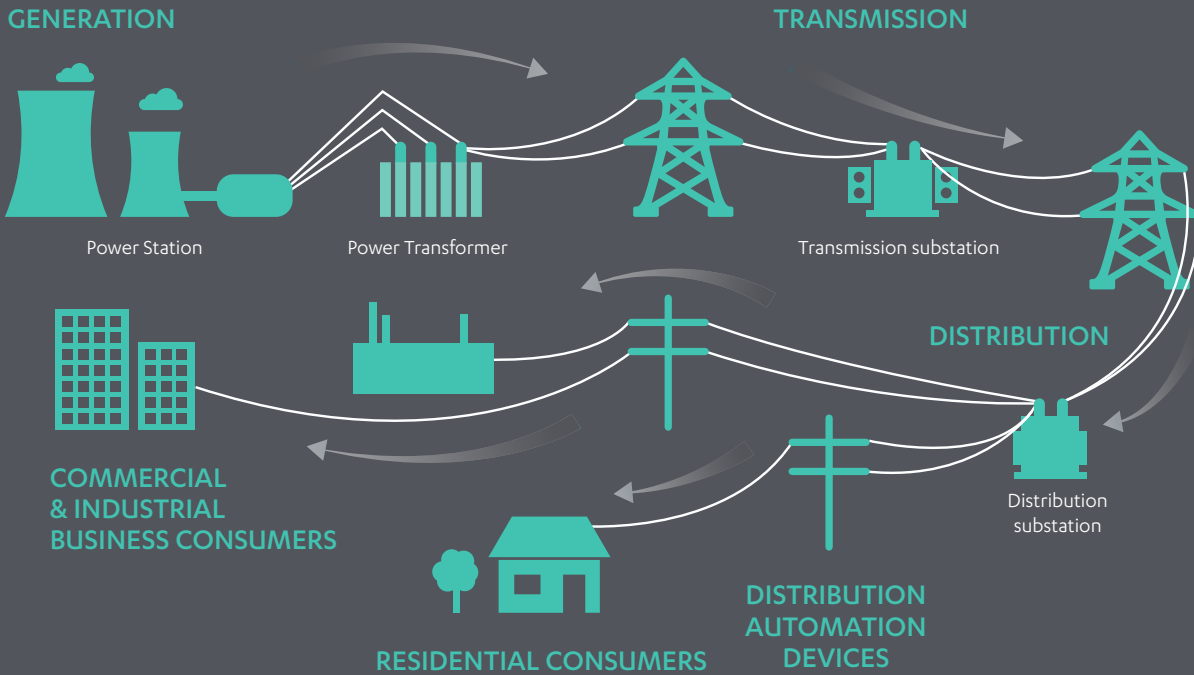 GENERATION
TRANSMISSION
Power Station
Power Transformer
Transmission substation
DISTRIBUTION
COMMERCIAL
& INDUSTRIAL
BUSINESS CONSUMERS
Distribution
substation
DISTRIBUTION
AUTOMATION
DEVICES
RESIDENTIAL CONSUMERS